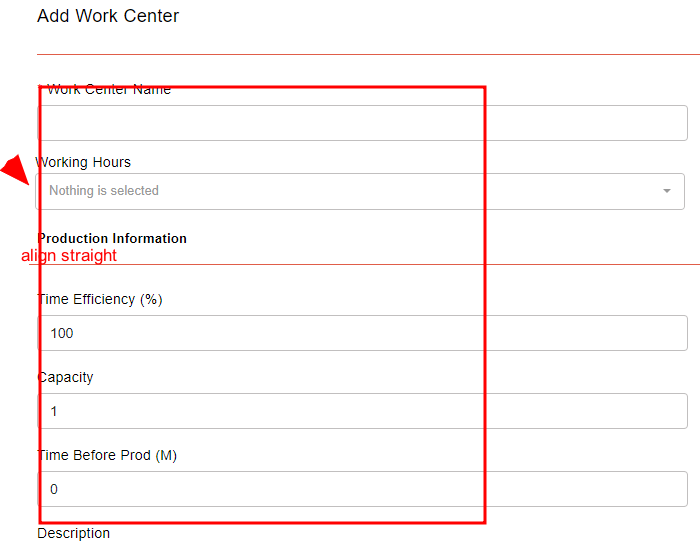 Add Work Center
* Work Center Name
Working Hours
Nothing is selected
Production Information
align straight
Time Efficiency (%)
100
Capacity
1
Time Before Prod (M)
0
Description